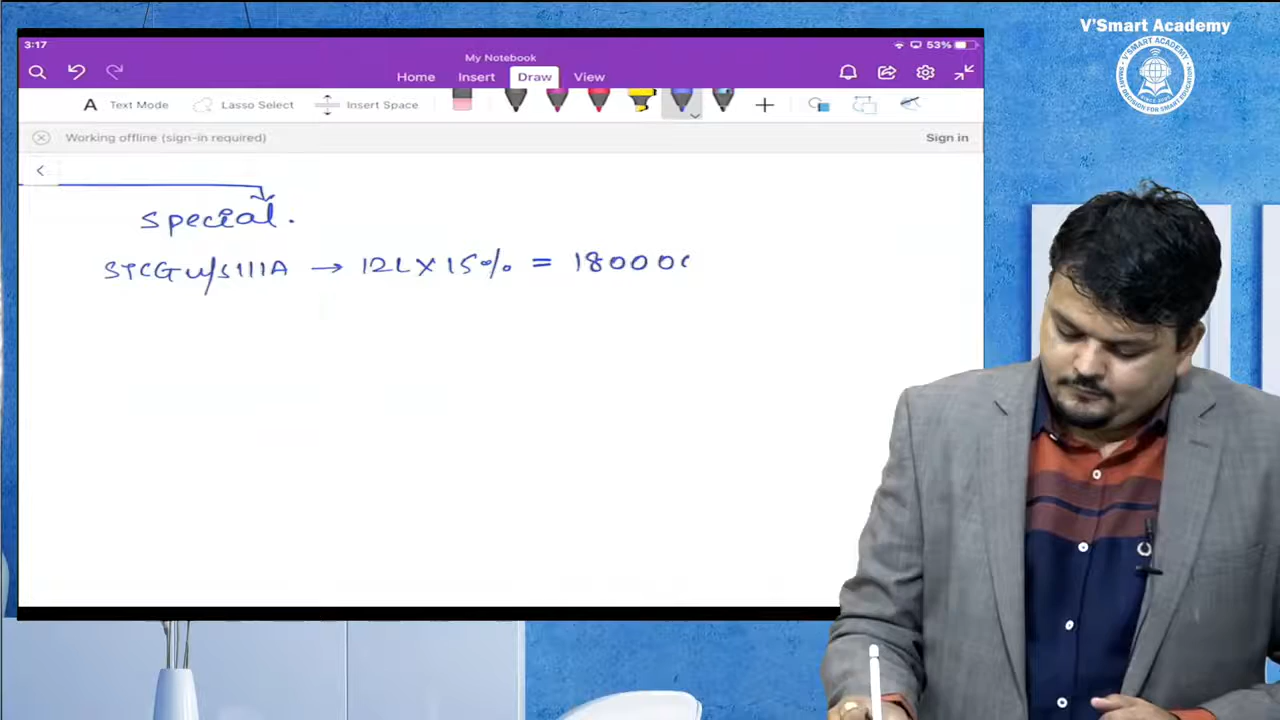 V'Smart Academy
3:17
53%
My Notebook
Home Insert Draw View
A Text Mode Lasso Select Insert Space
Working offline (sign-in required) Sign in
special.
STCG u/s 111A → 12L X 15% = 180000